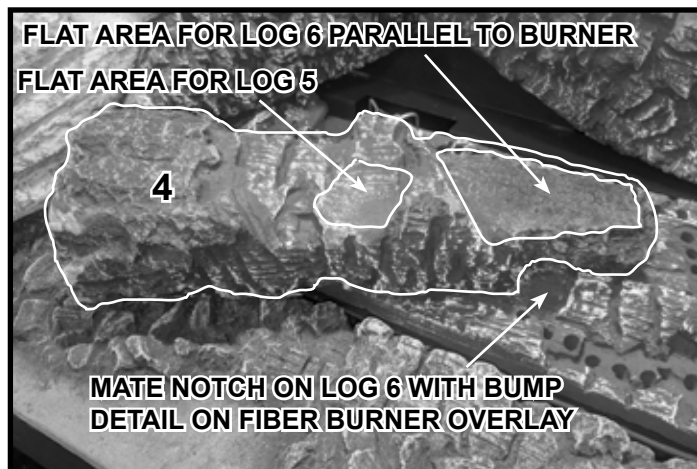 FLAT AREA FOR LOG 6 PARALLEL TO BURNER
FLAT AREA FOR LOG 5
4
MATE NOTCH ON LOG 6 WITH BUMP
DETAIL ON FIBER BURNER OVERLAY